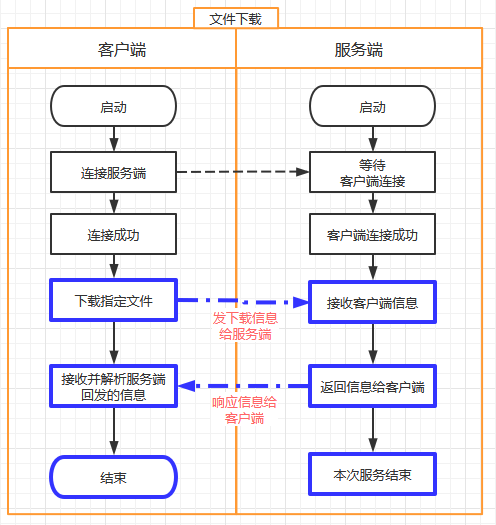 文件下载
客户端
服务端
启动
启动
连接服务端
等待
客户端连接
连接成功
客户端连接成功
下载指定文件
发下载信息
给服务端
接收客户端信息
接收并解析服务端
回发的信息
响应信息给
客户端
返回信息给客户端
结束
本次服务结束